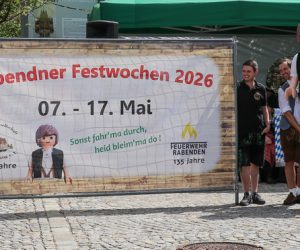 bendner Festwochen 2026
07. - 17. Mai
Sonst fahr'ma durch,
heid bleim'ma do!
FEUERWEHR
RABENDEN
135 Jahre
Jahre